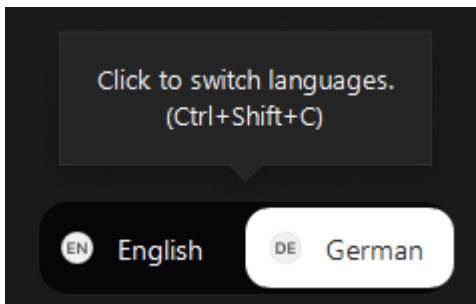 Click to switch languages.
(Ctrl+Shift+C)
EN English DE German